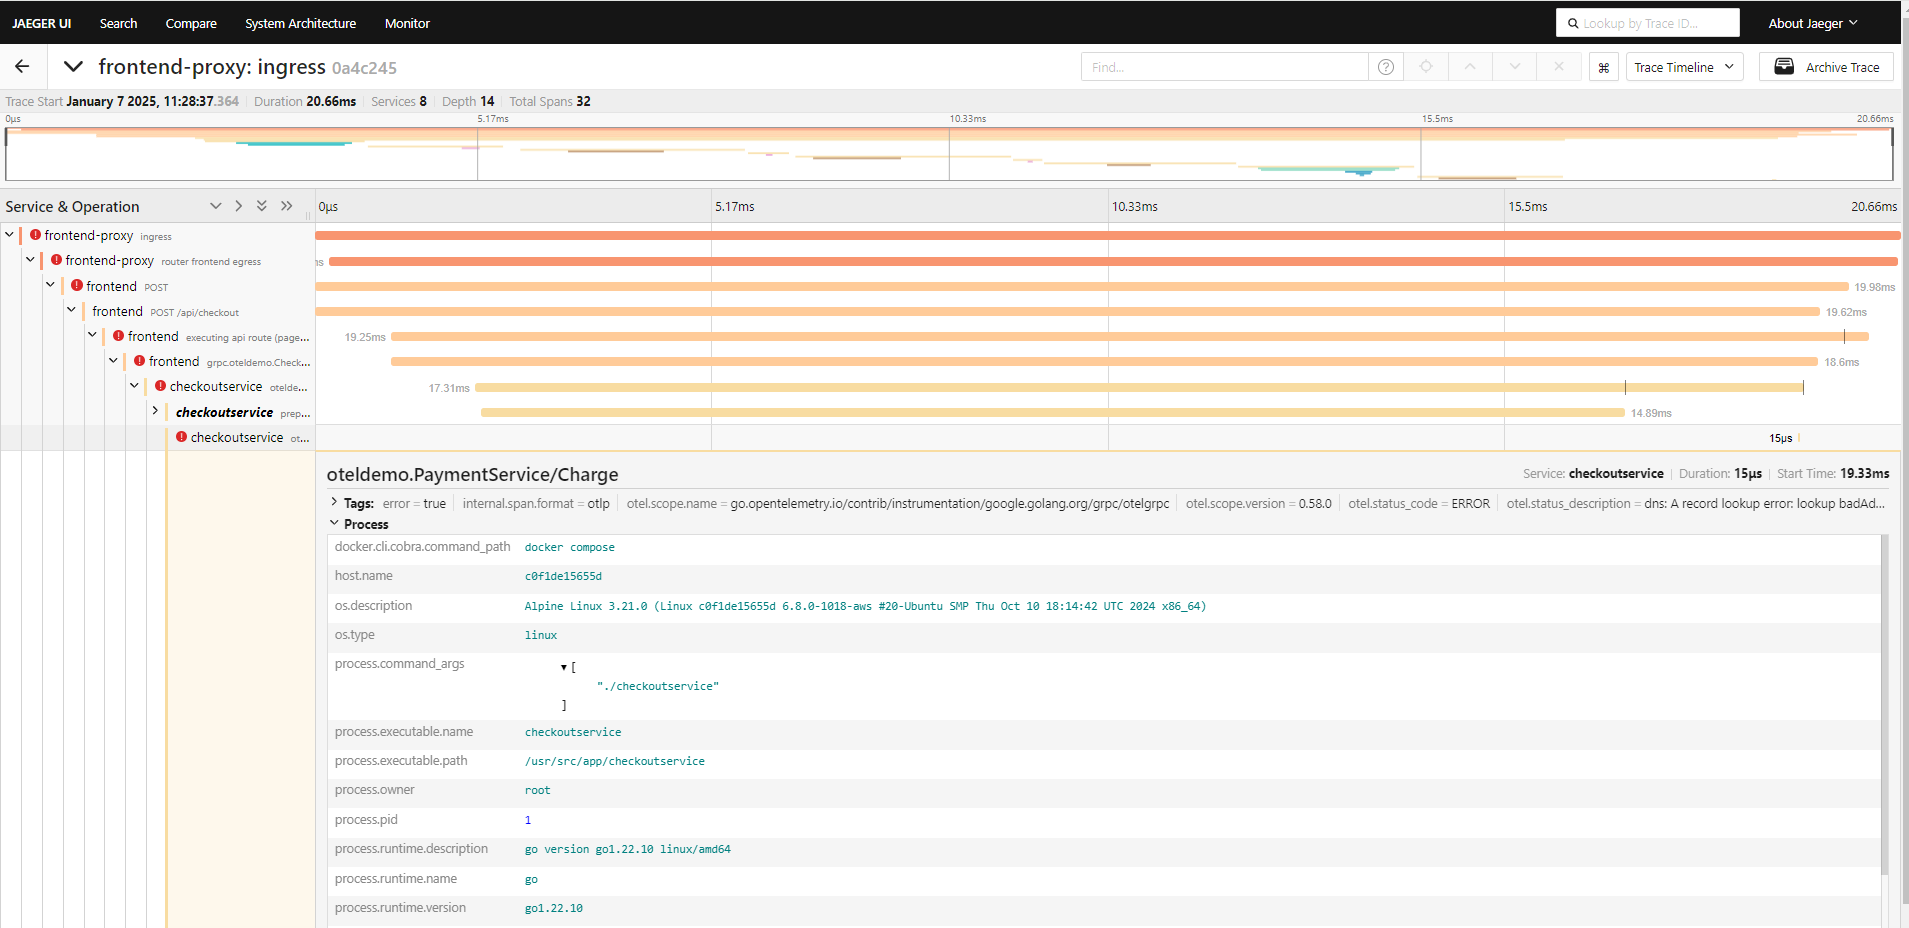 JAEGER UI Search Compare System Architecture Monitor Lookup by Trace ID... About Jaeger
frontend-proxy: ingress 0a4c245 Find... Trace Timeline Archive Trace
Trace Start January 7 2025, 11:28:37.364 Duration 20.66ms Services 8 Depth 14 Total Spans 32
0μs 5.17ms 10.33ms 15.5ms 20.66ms
Service & Operation 0μs 5.17ms 10.33ms 15.5ms 20.66ms
frontend-proxy ingress
frontend-proxy router frontend egress
frontend POST 19.98ms
frontend POST /api/checkout 19.62ms
frontend executing api route (page... 19.25ms
frontend grpc.oteldemo.Check... 18.6ms
checkoutservice otelde... 17.31ms
checkoutservice prep... 14.89ms
checkoutservice ot... 15μs
oteldemo.PaymentService/Charge Service: checkoutservice Duration: 15μs Start Time: 19.33ms
Tags: error = true internal.span.format = otlp otel.scope.name = go.opentelemetry.io/contrib/instrumentation/google.golang.org/grpc/otelgrpc otel.scope.version = 0.58.0 otel.status_code = ERROR otel.status_description = dns: A record lookup error: lookup badAd...
Process
docker.cli.cobra.command_path docker compose
host.name c0f1de15655d
os.description Alpine Linux 3.21.0 (Linux c0f1de15655d 6.8.0-1018-aws #20-Ubuntu SMP Thu Oct 10 18:14:42 UTC 2024 x86_64)
os.type linux
process.command_args [
"./checkoutservice"
]
process.executable.name checkoutservice
process.executable.path /usr/src/app/checkoutservice
process.owner root
process.pid 1
process.runtime.description go version go1.22.10 linux/amd64
process.runtime.name go
process.runtime.version go1.22.10